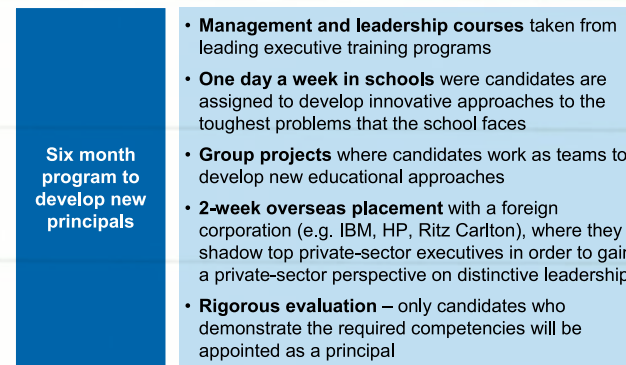 Six month
program to
develop new
principals
• Management and leadership courses taken from
leading executive training programs
• One day a week in schools were candidates are
assigned to develop innovative approaches to the
toughest problems that the school faces
• Group projects where candidates work as teams to
develop new educational approaches
• 2-week overseas placement with a foreign
corporation (e.g. IBM, HP, Ritz Carlton), where they
shadow top private-sector executives in order to gain
a private-sector perspective on distinctive leadership
• Rigorous evaluation – only candidates who
demonstrate the required competencies will be
appointed as a principal